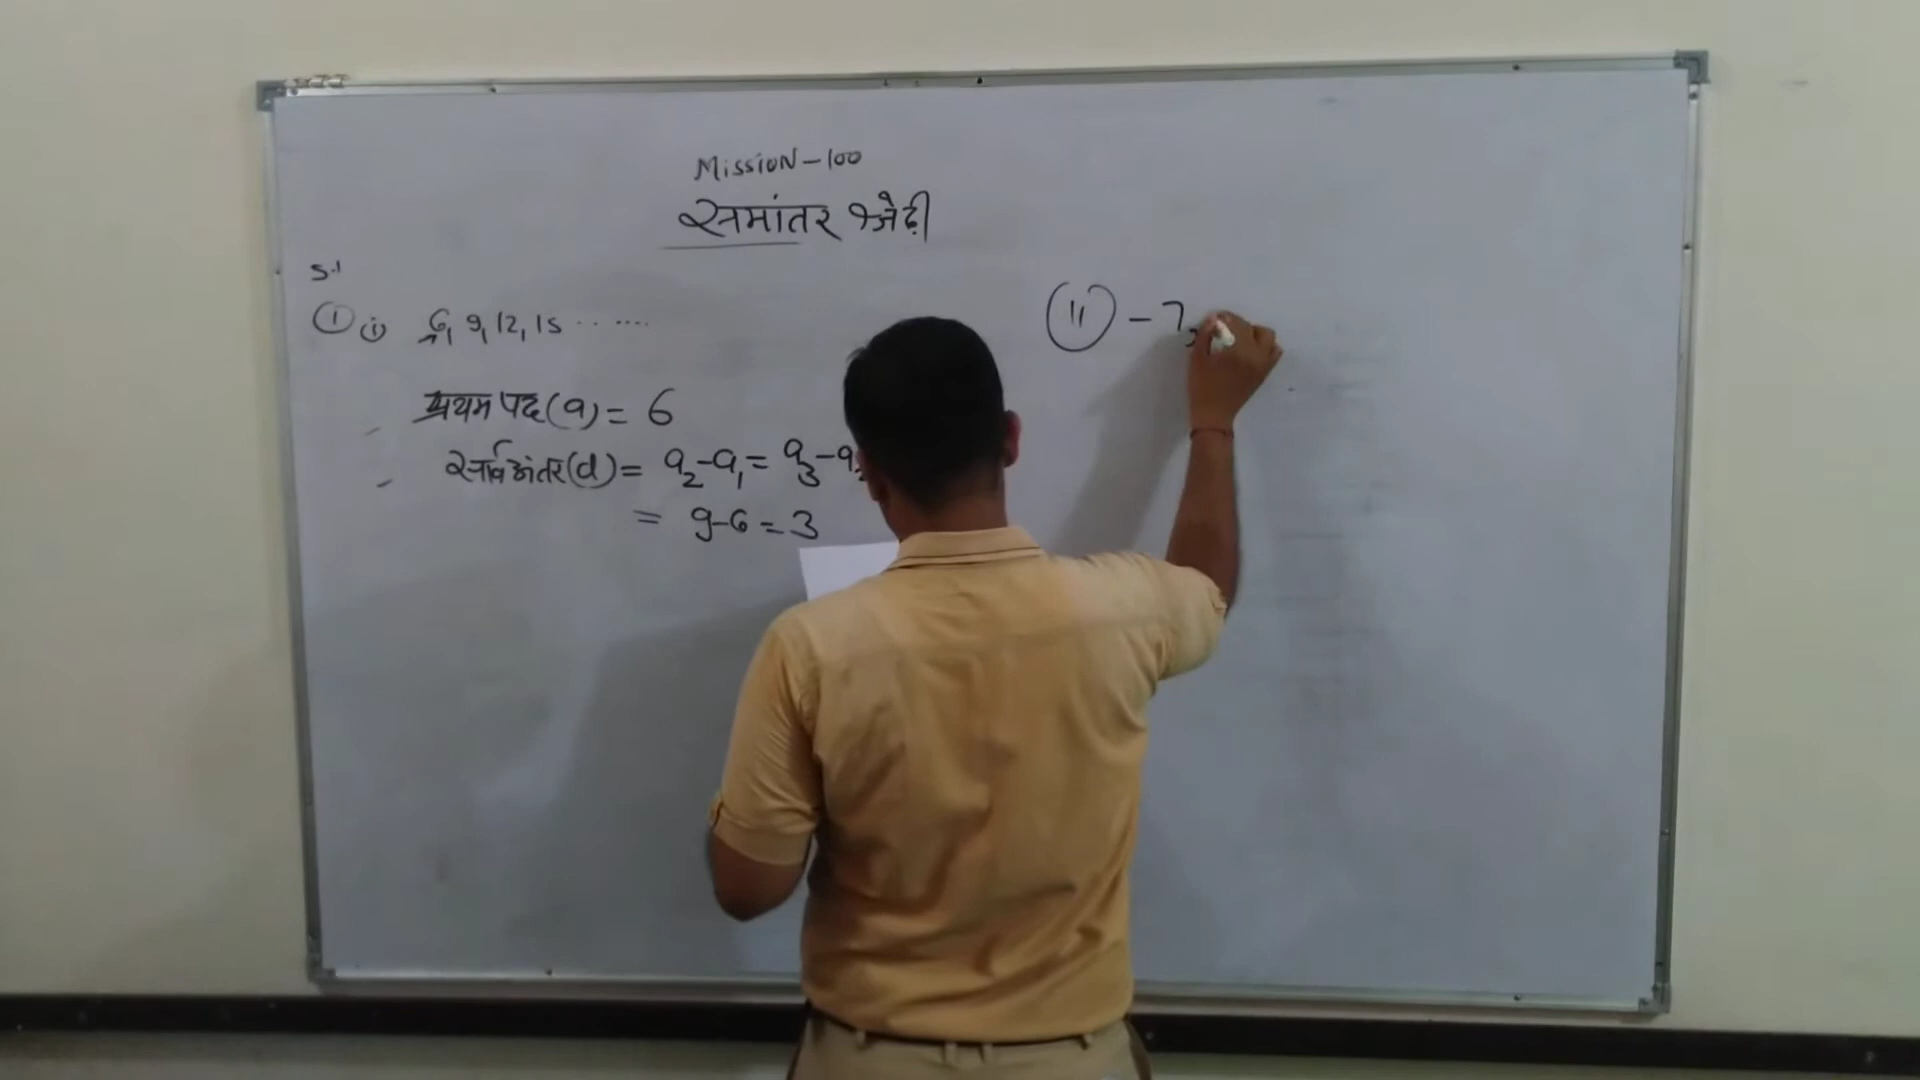 Mission-100
समांतर श्रेढ़ी
5.1
① (i) 6, 9, 12, 15 ........
प्रथम पद (a) = 6
सार्व अंतर (d) = a₂-a₁ = a₃-a₂
= 9-6 = 3
(ii) -7,